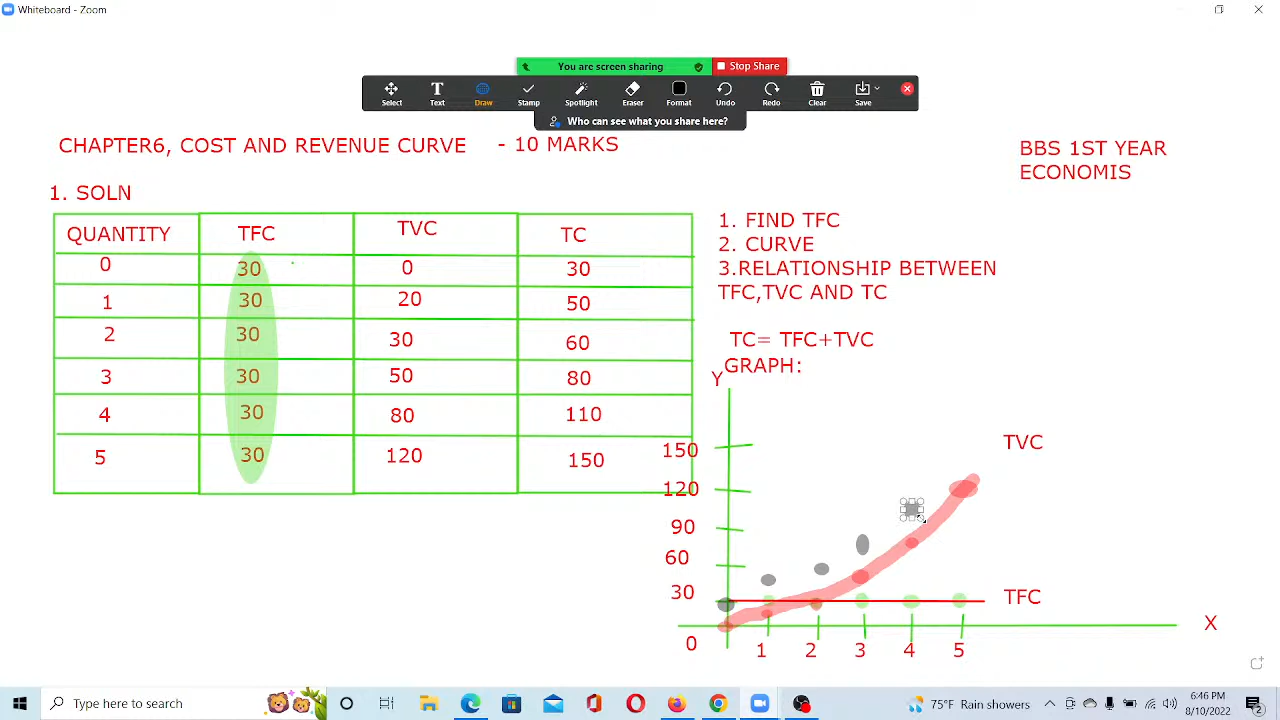 Whiteboard - Zoom
You are screen sharing
Stop Share
Select
Text
Draw
Stamp
Spotlight
Eraser
Format
Undo
Redo
Clear
Save
Who can see what you share here?
CHAPTER6, COST AND REVENUE CURVE - 10 MARKS
BBS 1ST YEAR
ECONOMIS
1. SOLN
QUANTITY TFC TVC TC
0 30 0 30
1 30 20 50
2 30 30 60
3 30 50 80
4 30 80 110
5 30 120 150
1. FIND TFC
2. CURVE
3.RELATIONSHIP BETWEEN
TFC,TVC AND TC
TC= TFC+TVC
GRAPH:
Y
150
120
90
60
30
0
1 2 3 4 5
TVC
TFC
X
Type here to search
75°F Rain showers
6:46 PM
8/10/2022
2